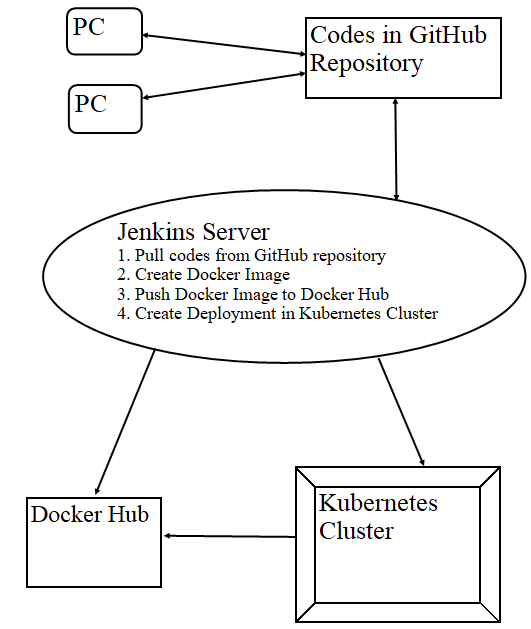 PC
PC
Codes in GitHub
Repository
Jenkins Server
1. Pull codes from GitHub repository
2. Create Docker Image
3. Push Docker Image to Docker Hub
4. Create Deployment in Kubernetes Cluster
Docker Hub
Kubernetes
Cluster